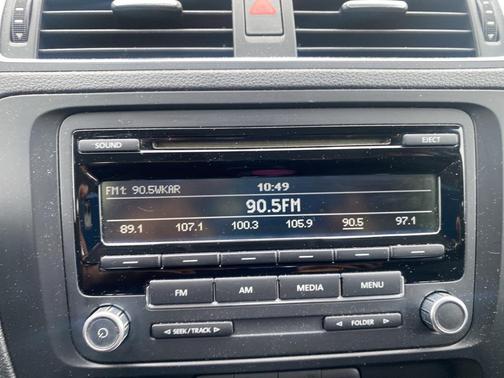 SOUND
EJECT
FM1: 90.5WKAR 10:49
90.5FM
89.1 107.1 100.3 105.9 90.5 97.1
FM AM MEDIA MENU
◁ SEEK/TRACK ▷ ◁ FOLDER ▷